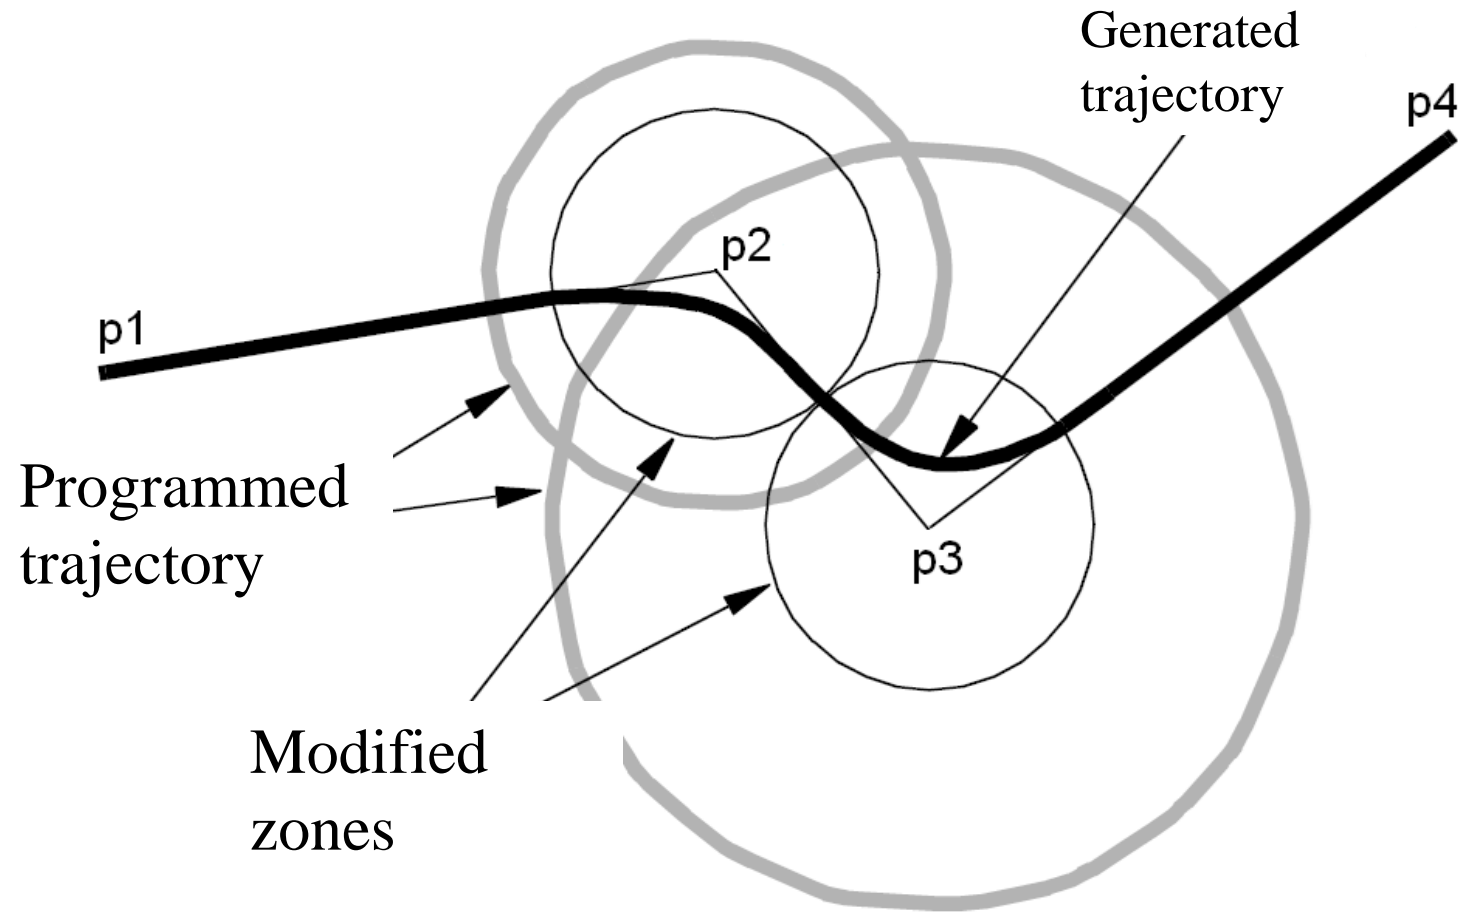 Generated
trajectory
p4
p2
p1
Programmed
trajectory
p3
Modified
zones